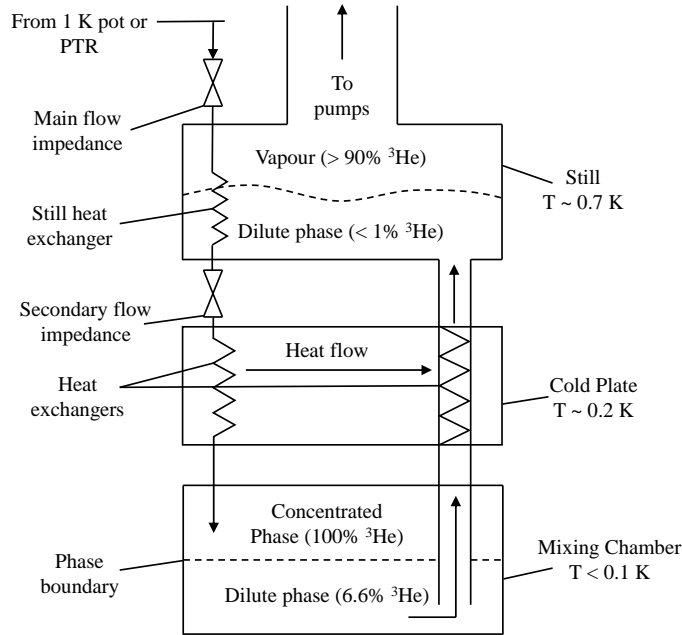 From 1 K pot or
PTR
To
pumps
Main flow
impedance
Vapour (> 90% ³He)
Still
T ~ 0.7 K
Still heat
exchanger
Dilute phase (< 1% ³He)
Secondary flow
impedance
Heat flow
Heat
exchangers
Cold Plate
T ~ 0.2 K
Concentrated
Phase (100% ³He)
Phase
boundary
Mixing Chamber
T < 0.1 K
Dilute phase (6.6% ³He)